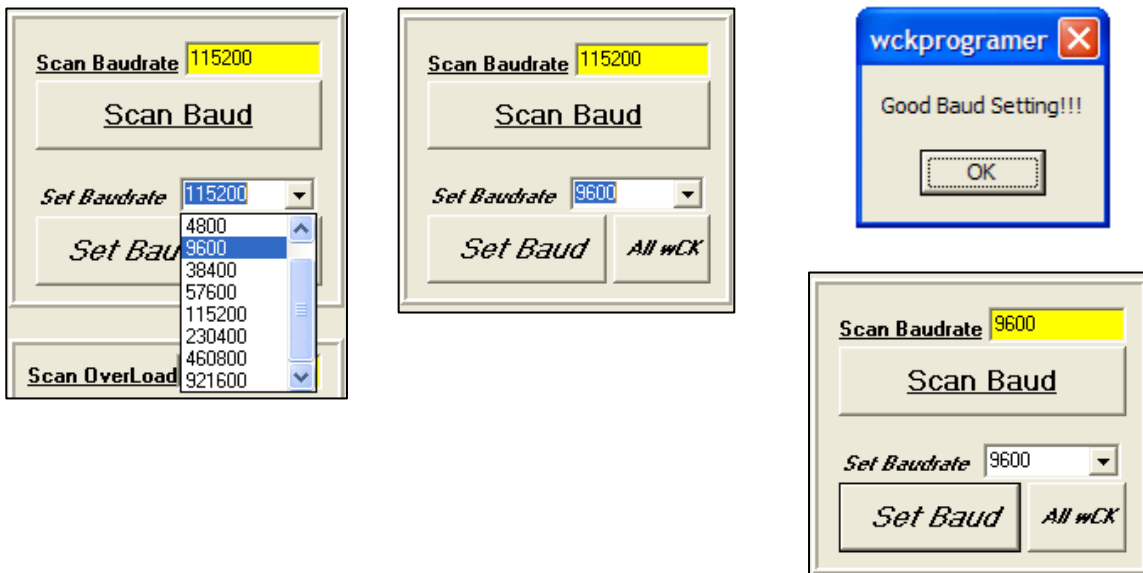 Scan Baudrate 115200
Scan Baud
Set Baudrate 115200
4800
9600
38400
57600
115200
230400
460800
921600
Set Bau
Scan OverLoad
Scan Baudrate 115200
Scan Baud
Set Baudrate 9600
Set Baud All wCK
wckprogramer
Good Baud Setting!!!
OK
Scan Baudrate 9600
Scan Baud
Set Baudrate 9600
Set Baud All wCK